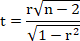 t = r√n − 2 / √1 − r²